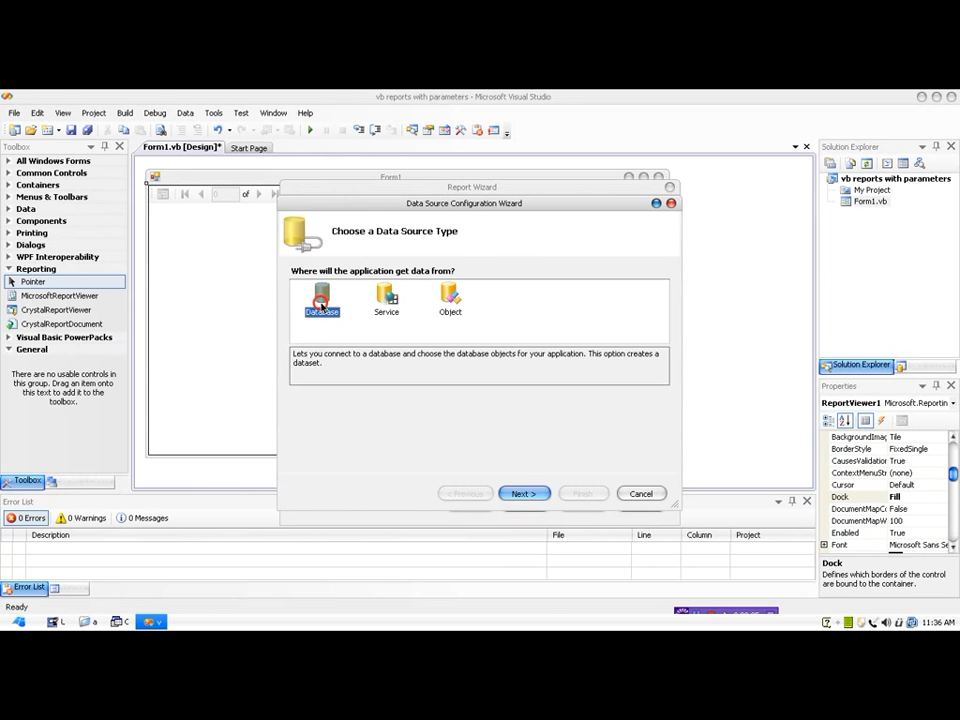 vb reports with parameters - Microsoft Visual Studio
File Edit View Project Build Debug Data Tools Test Window Help
Toolbox
All Windows Forms
Common Controls
Containers
Menus & Toolbars
Data
Components
Printing
Dialogs
WPF Interoperability
Reporting
Pointer
MicrosoftReportViewer
CrystalReportViewer
CrystalReportDocument
Visual Basic PowerPacks
General
There are no usable controls in
this group. Drag an item onto
this text to add it to the
toolbox.
Toolbox
Form1.vb [Design]* Start Page
Form1
0 of
Report Wizard
Data Source Configuration Wizard
Choose a Data Source Type
Where will the application get data from?
Database Service Object
Lets you connect to a database and choose the database objects for your application. This option creates a
dataset.
< Previous Next > Finish Cancel
Solution Explorer
vb reports with parameters
My Project
Form1.vb
Solution Explorer
Properties
ReportViewer1 Microsoft.Reportin
BackgroundImag Tile
BorderStyle FixedSingle
CausesValidation True
ContextMenuStr (none)
Cursor Default
Dock Fill
DocumentMapCo False
DocumentMapW 100
Enabled True
Font Microsoft Sans Se
Dock
Defines which borders of the control
are bound to the container.
Error List
0 Errors 0 Warnings 0 Messages
Description File Line Column Project
Error List
Ready
L a C v 11:36 AM